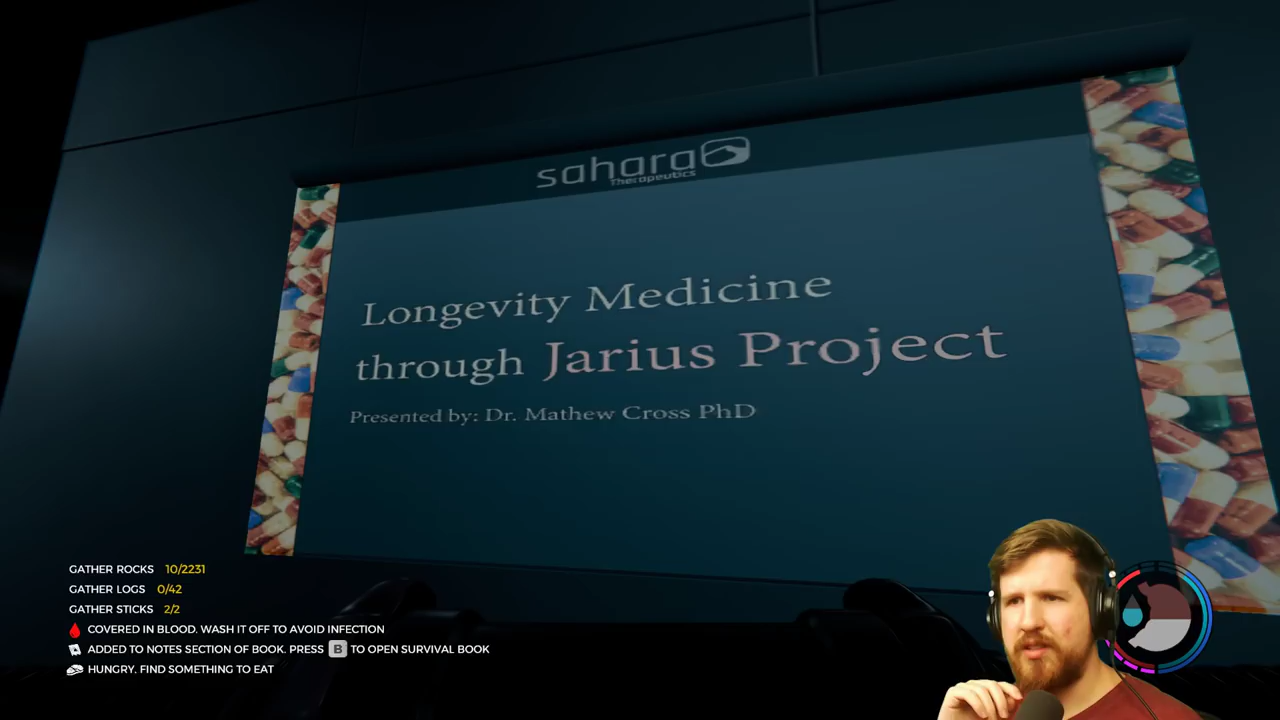 sahara
Therapeutics
Longevity Medicine
through Jarius Project
Presented by: Dr. Mathew Cross PhD
GATHER ROCKS 10/2231
GATHER LOGS 0/42
GATHER STICKS 2/2
COVERED IN BLOOD. WASH IT OFF TO AVOID INFECTION
ADDED TO NOTES SECTION OF BOOK. PRESS B TO OPEN SURVIVAL BOOK
HUNGRY. FIND SOMETHING TO EAT